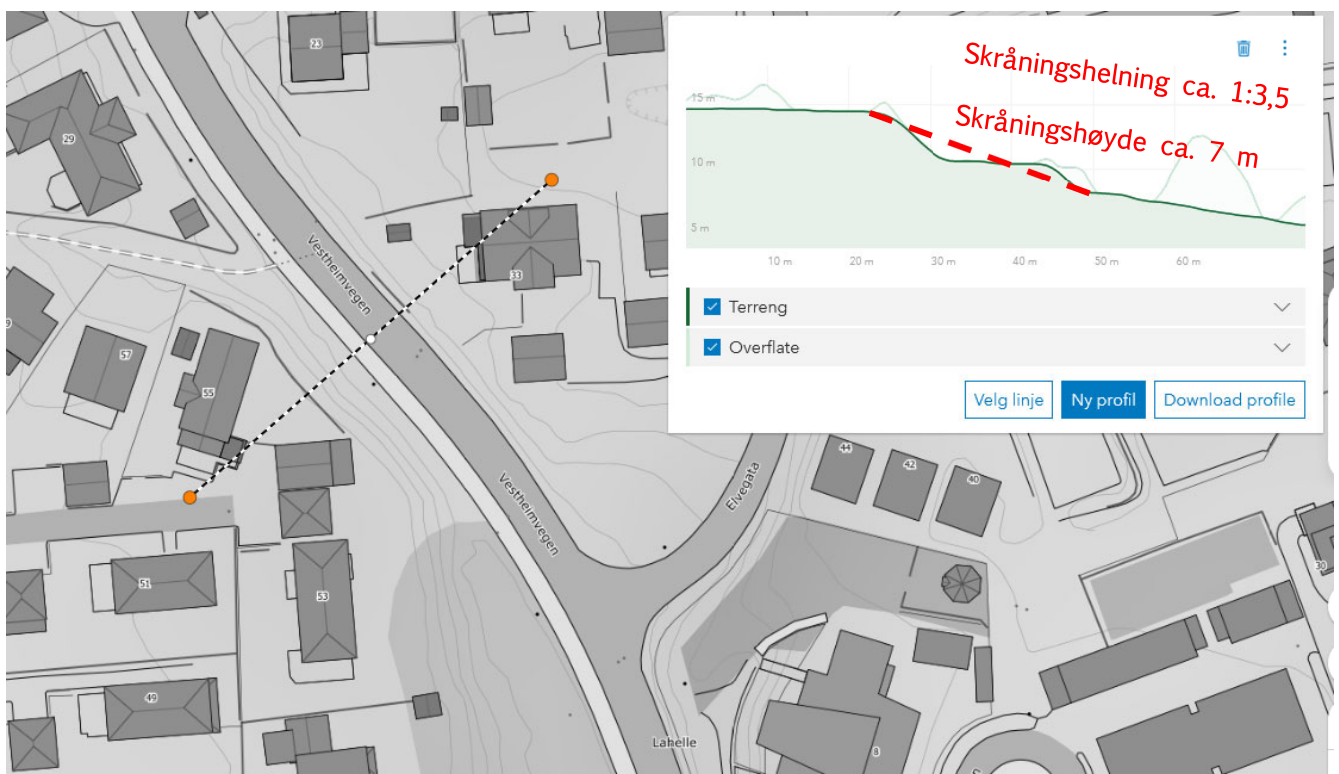 23
29
33
57
55
51
53
49
9
Vestheimvegen
Vestheimvegen
Elvegata
Lahelle
44
42
40
30
8
Skråningshelning ca. 1:3,5
Skråningshøyde ca. 7 m
15 m
10 m
5 m
10 m
20 m
30 m
40 m
50 m
60 m
Terreng
Overflate
Velg linje
Ny profil
Download profile